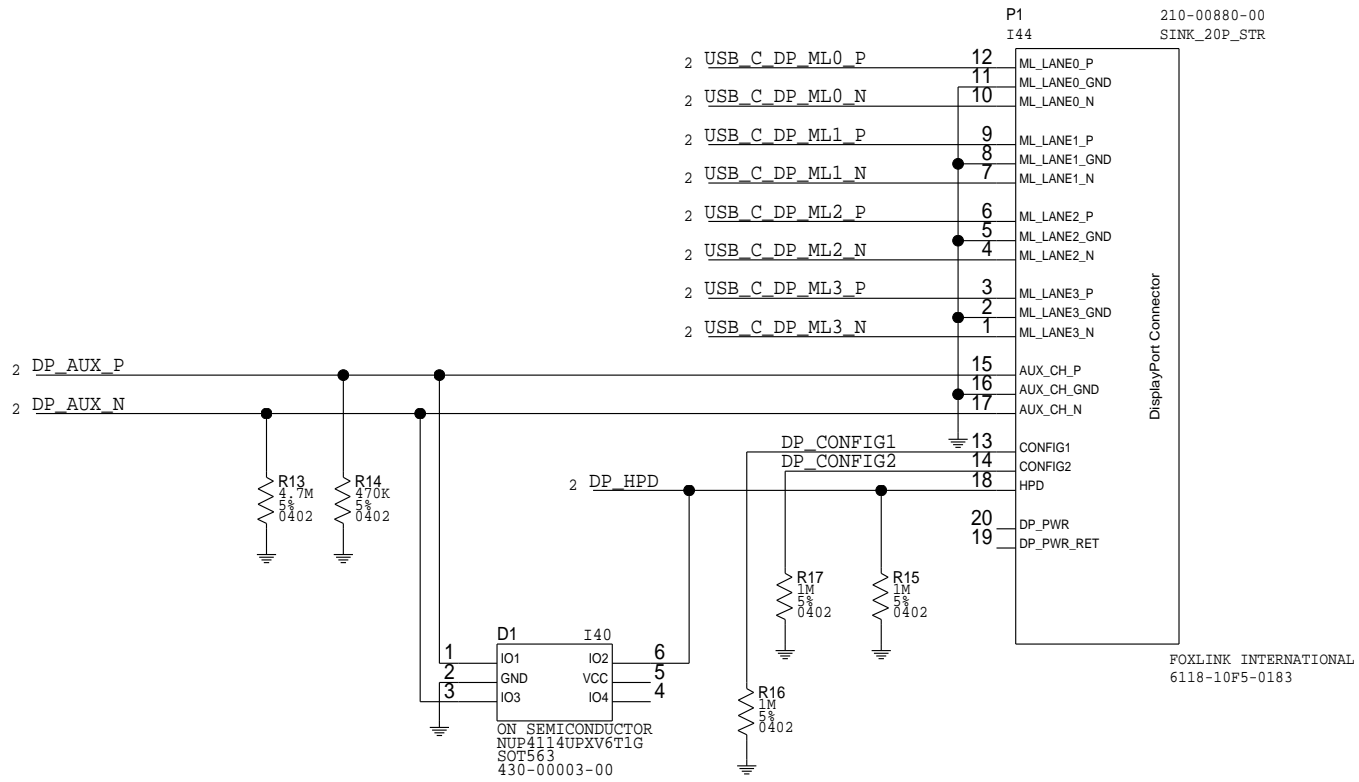 P1 210-00880-00
I44 SINK_20P_STR
2 USB_C_DP_ML0_P 12 ML_LANE0_P
11 ML_LANE0_GND
2 USB_C_DP_ML0_N 10 ML_LANE0_N
2 USB_C_DP_ML1_P 9 ML_LANE1_P
8 ML_LANE1_GND
2 USB_C_DP_ML1_N 7 ML_LANE1_N
2 USB_C_DP_ML2_P 6 ML_LANE2_P
5 ML_LANE2_GND
2 USB_C_DP_ML2_N 4 ML_LANE2_N
2 USB_C_DP_ML3_P 3 ML_LANE3_P
2 ML_LANE3_GND
2 USB_C_DP_ML3_N 1 ML_LANE3_N
DisplayPort Connector
2 DP_AUX_P 15 AUX_CH_P
16 AUX_CH_GND
2 DP_AUX_N 17 AUX_CH_N
DP_CONFIG1 13 CONFIG1
DP_CONFIG2 14 CONFIG2
2 DP_HPD 18 HPD
20 DP_PWR
19 DP_PWR_RET
R13
4.7M
5%
0402
R14
470K
5%
0402
R17
1M
5%
0402
R15
1M
5%
0402
D1 I40
1 IO1 IO2 6
2 GND VCC 5
3 IO3 IO4 4
ON SEMICONDUCTOR
NUP4114UPXV6T1G
SOT563
430-00003-00
R16
1M
5%
0402
FOXLINK INTERNATIONAL
6118-10F5-0183